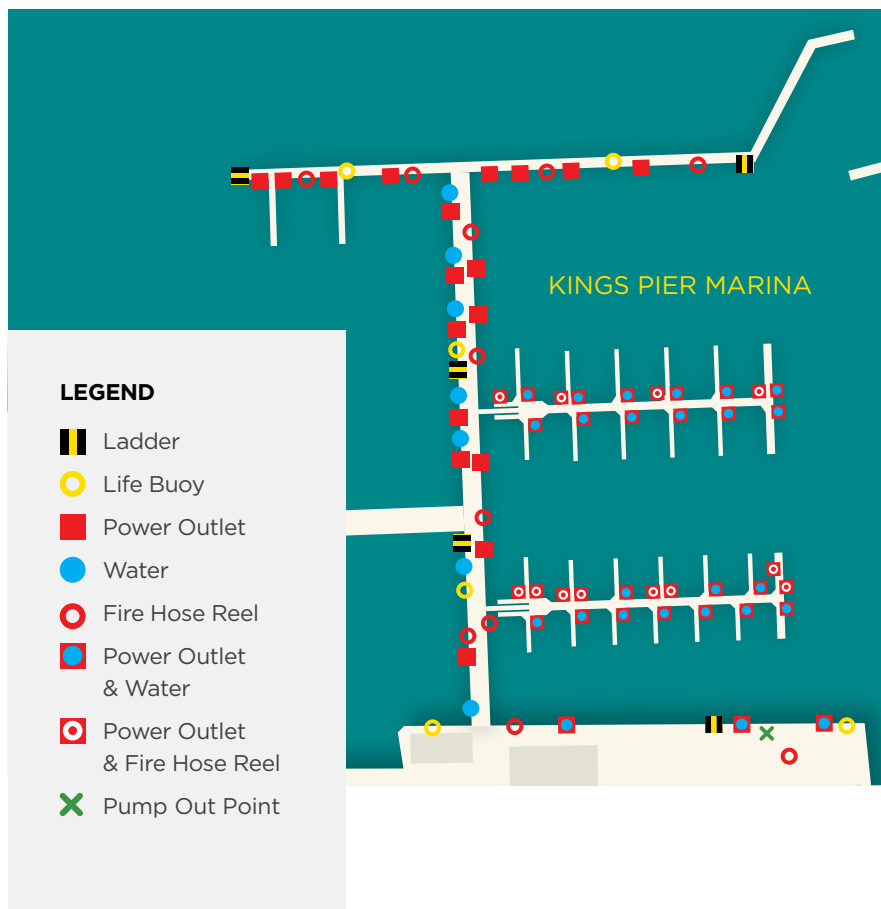 KINGS PIER MARINA
LEGEND
Ladder
Life Buoy
Power Outlet
Water
Fire Hose Reel
Power Outlet
& Water
Power Outlet
& Fire Hose Reel
Pump Out Point